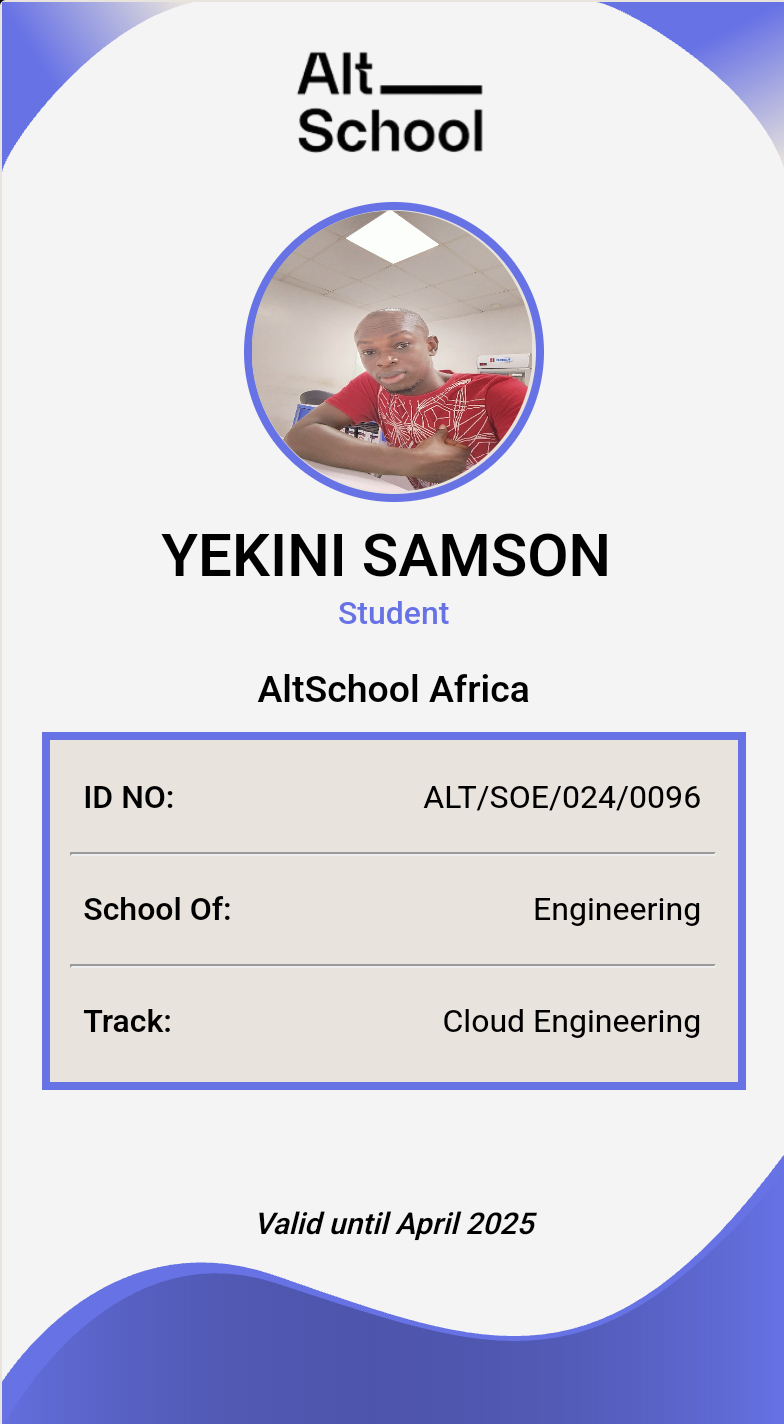 Alt
School
YEKINI SAMSON
Student
AltSchool Africa
ID NO: ALT/SOE/024/0096
School Of: Engineering
Track: Cloud Engineering
Valid until April 2025